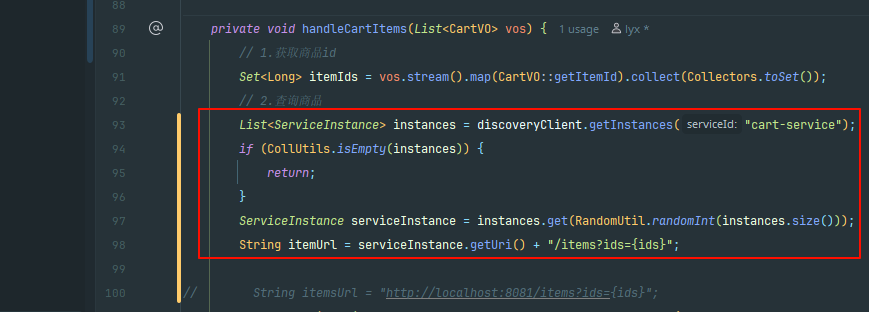 88
89 @ private void handleCartItems(List<CartVO> vos) { 1 usage lyx *
90 // 1.获取商品id
91 Set<Long> itemIds = vos.stream().map(CartVO::getItemId).collect(Collectors.toSet());
92 // 2.查询商品
93 List<ServiceInstance> instances = discoveryClient.getInstances( serviceId: "cart-service");
94 if (CollUtils.isEmpty(instances)) {
95 return;
96 }
97 ServiceInstance serviceInstance = instances.get(RandomUtil.randomInt(instances.size()));
98 String itemUrl = serviceInstance.getUri() + "/items?ids={ids}";
99
100 // String itemsUrl = "http://localhost:8081/items?ids={ids}";